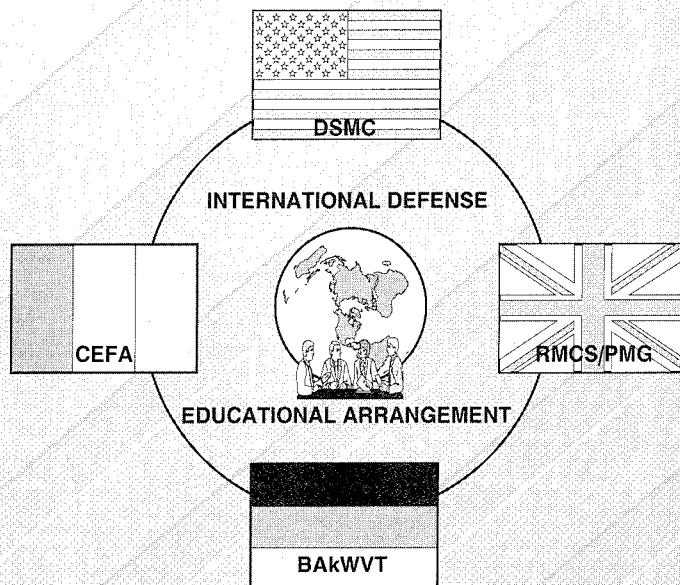 DSMC
INTERNATIONAL DEFENSE
CEFA
RMCS/PMG
EDUCATIONAL ARRANGEMENT
BAkWVT